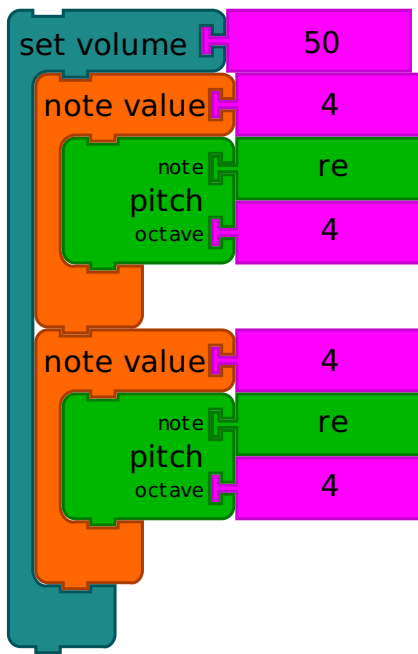 set volume 50
note value 4
note re
pitch
octave 4
note value 4
note re
pitch
octave 4